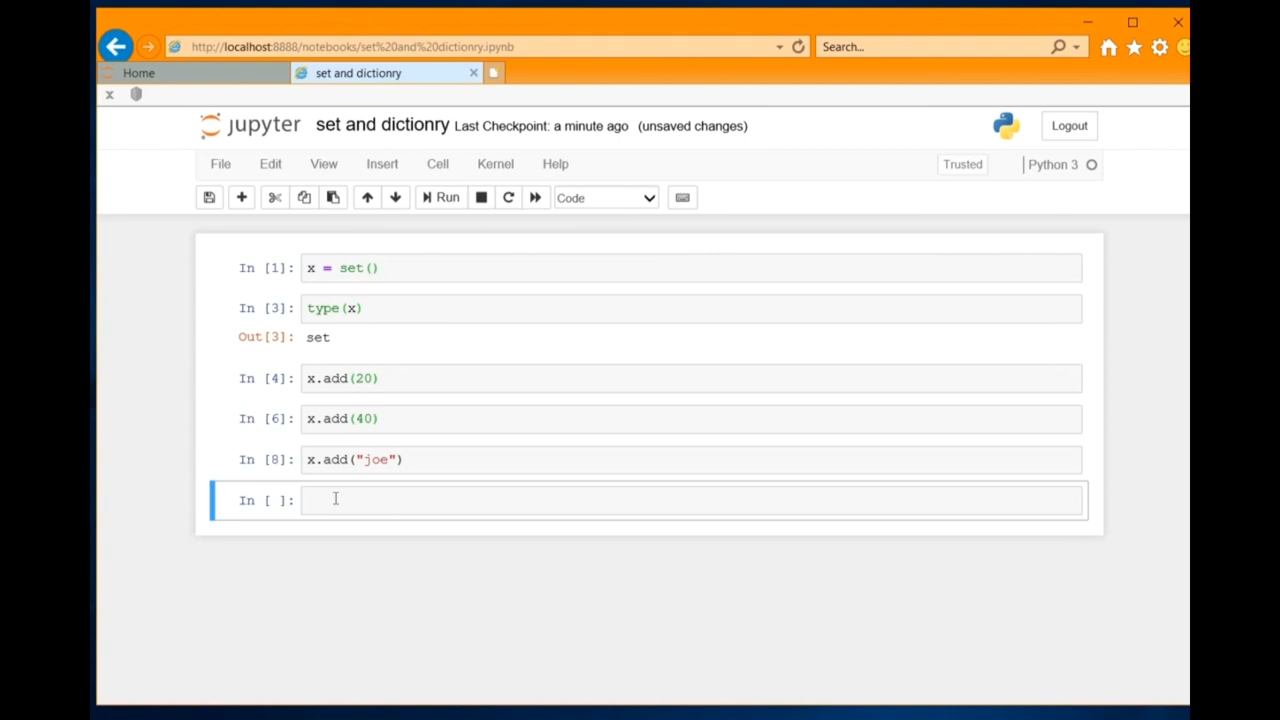 http://localhost:8888/notebooks/set%20and%20dictionry.ipynb
Search...
Home
set and dictionry
x
jupyter set and dictionry Last Checkpoint: a minute ago (unsaved changes)
Logout
File Edit View Insert Cell Kernel Help
Trusted
Python 3
Run
Code
In [1]: x = set()
In [3]: type(x)
Out[3]: set
In [4]: x.add(20)
In [6]: x.add(40)
In [8]: x.add("joe")
In [ ]: